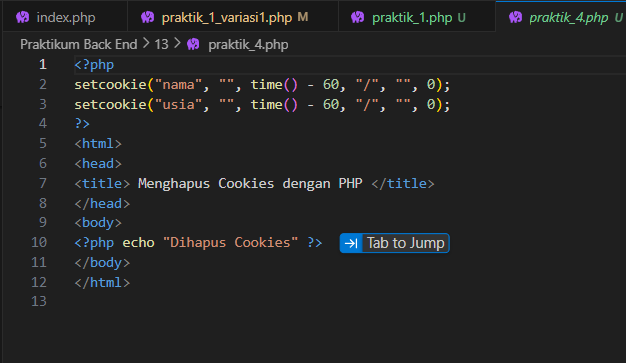 index.php praktik_1_variasi1.php M praktik_1.php U praktik_4.php U
Praktikum Back End > 13 > praktik_4.php
1 <?php
2 setcookie("nama", "", time() - 60, "/", "", 0);
3 setcookie("usia", "", time() - 60, "/", "", 0);
4 ?>
5 <html>
6 <head>
7 <title> Menghapus Cookies dengan PHP </title>
8 </head>
9 <body>
10 <?php echo "Dihapus Cookies" ?> Tab to Jump
11 </body>
12 </html>
13